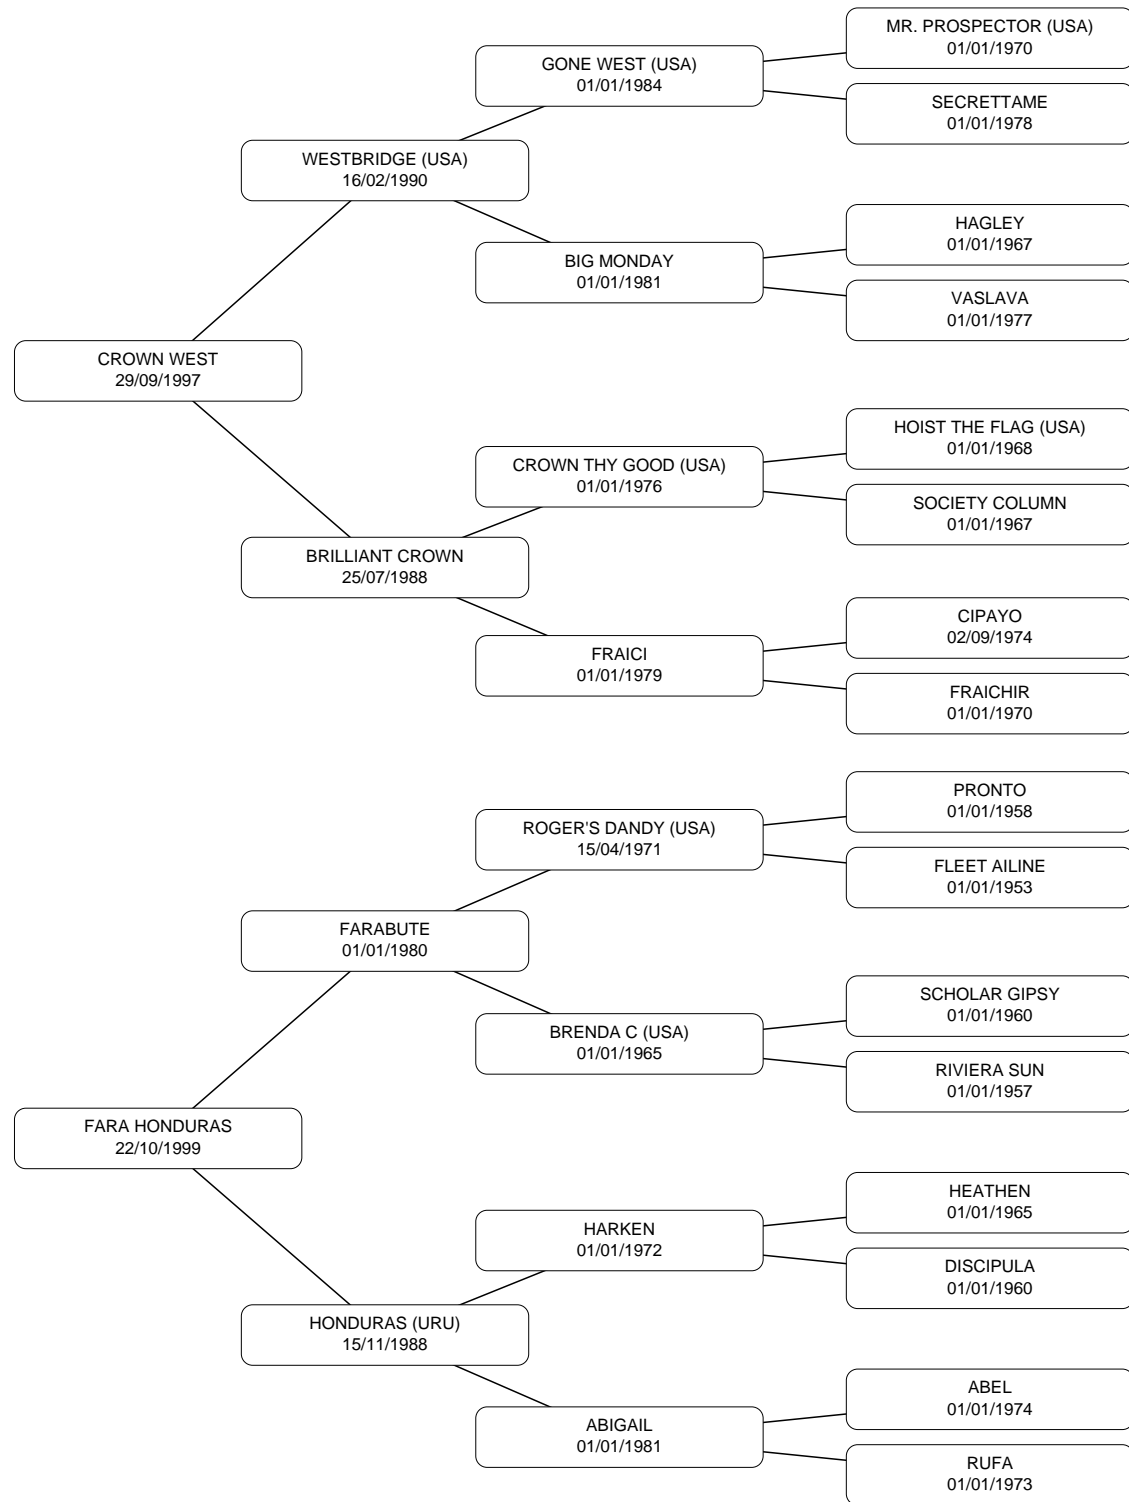 MR. PROSPECTOR (USA)
01/01/1970
GONE WEST (USA)
01/01/1984
SECRETTAME
01/01/1978
WESTBRIDGE (USA)
16/02/1990
HAGLEY
01/01/1967
BIG MONDAY
01/01/1981
VASLAVA
01/01/1977
CROWN WEST
29/09/1997
HOIST THE FLAG (USA)
01/01/1968
CROWN THY GOOD (USA)
01/01/1976
SOCIETY COLUMN
01/01/1967
BRILLIANT CROWN
25/07/1988
CIPAYO
02/09/1974
FRAICI
01/01/1979
FRAICHIR
01/01/1970
PRONTO
01/01/1958
ROGER'S DANDY (USA)
15/04/1971
FLEET AILINE
01/01/1953
FARABUTE
01/01/1980
SCHOLAR GIPSY
01/01/1960
BRENDA C (USA)
01/01/1965
RIVIERA SUN
01/01/1957
FARA HONDURAS
22/10/1999
HEATHEN
01/01/1965
HARKEN
01/01/1972
DISCIPULA
01/01/1960
HONDURAS (URU)
15/11/1988
ABEL
01/01/1974
ABIGAIL
01/01/1981
RUFA
01/01/1973